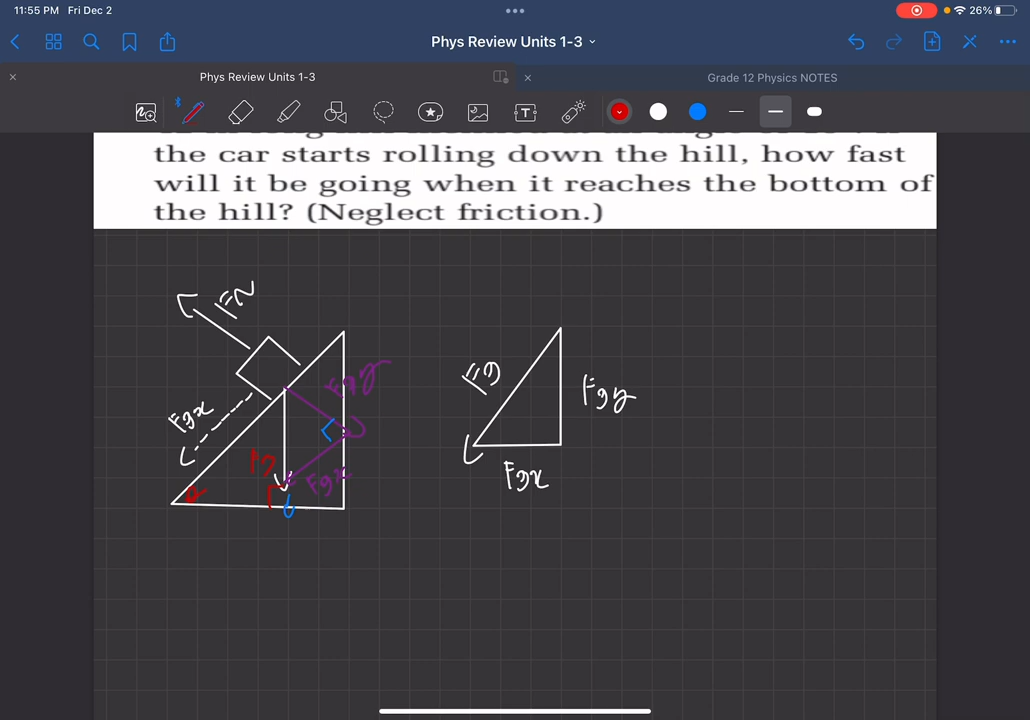 11:55 PM Fri Dec 2
26%
Phys Review Units 1-3
Phys Review Units 1-3
Grade 12 Physics NOTES
the car starts rolling down the hill, how fast
will it be going when it reaches the bottom of
the hill? (Neglect friction.)
FN
Fgx
Fgy
Fgx
Fg
Fgy
Fgx